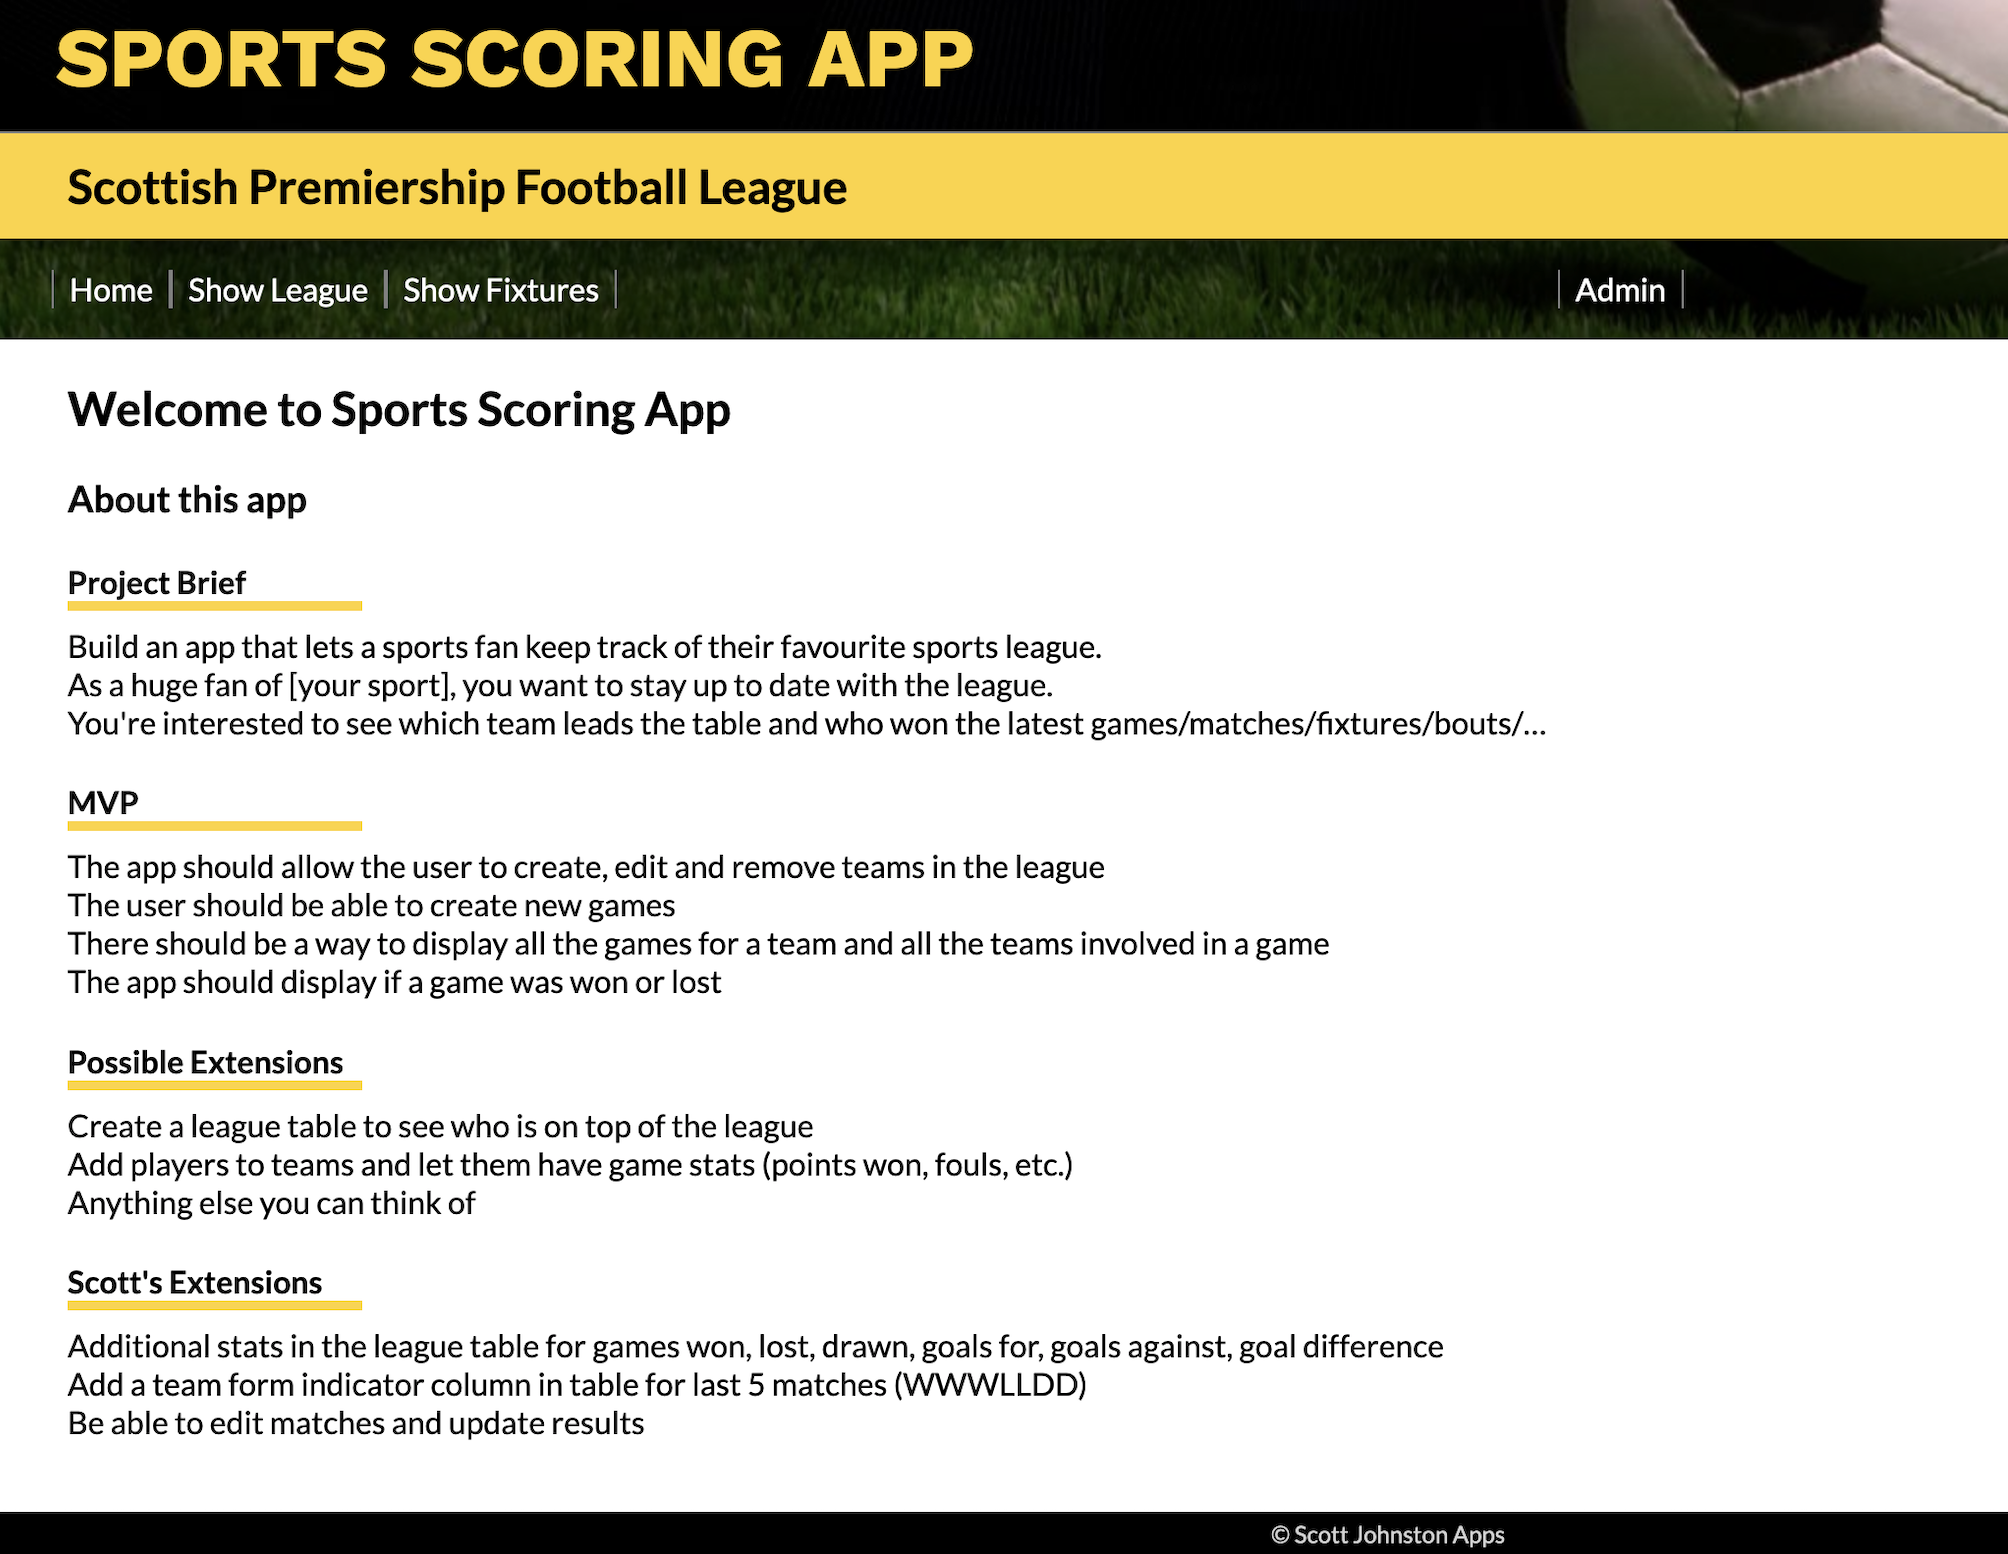 SPORTS SCORING APP
Scottish Premiership Football League
Home Show League Show Fixtures Admin
Welcome to Sports Scoring App
About this app
Project Brief
Build an app that lets a sports fan keep track of their favourite sports league.
As a huge fan of [your sport], you want to stay up to date with the league.
You're interested to see which team leads the table and who won the latest games/matches/fixtures/bouts/...
MVP
The app should allow the user to create, edit and remove teams in the league
The user should be able to create new games
There should be a way to display all the games for a team and all the teams involved in a game
The app should display if a game was won or lost
Possible Extensions
Create a league table to see who is on top of the league
Add players to teams and let them have game stats (points won, fouls, etc.)
Anything else you can think of
Scott's Extensions
Additional stats in the league table for games won, lost, drawn, goals for, goals against, goal difference
Add a team form indicator column in table for last 5 matches (WWWLLDD)
Be able to edit matches and update results
© Scott Johnston Apps